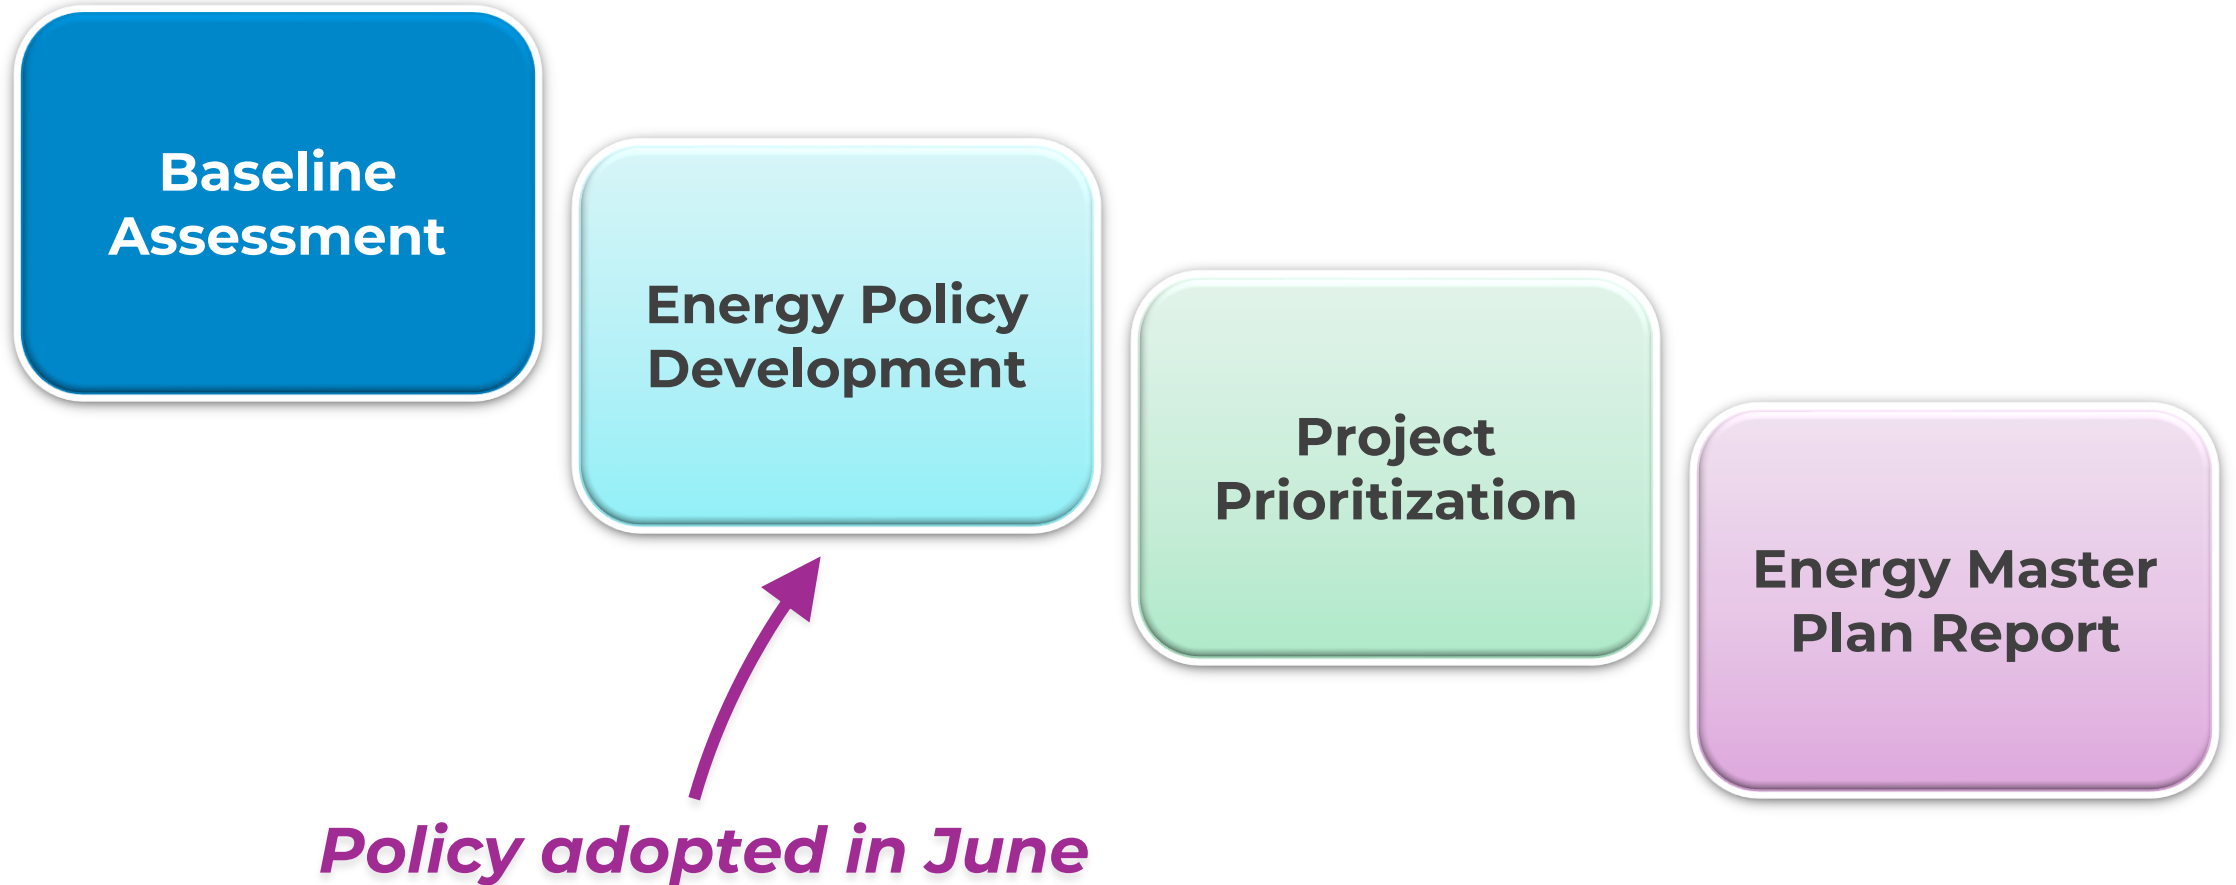 Baseline
Assessment
Energy Policy
Development
Project
Prioritization
Energy Master
Plan Report
Policy adopted in June